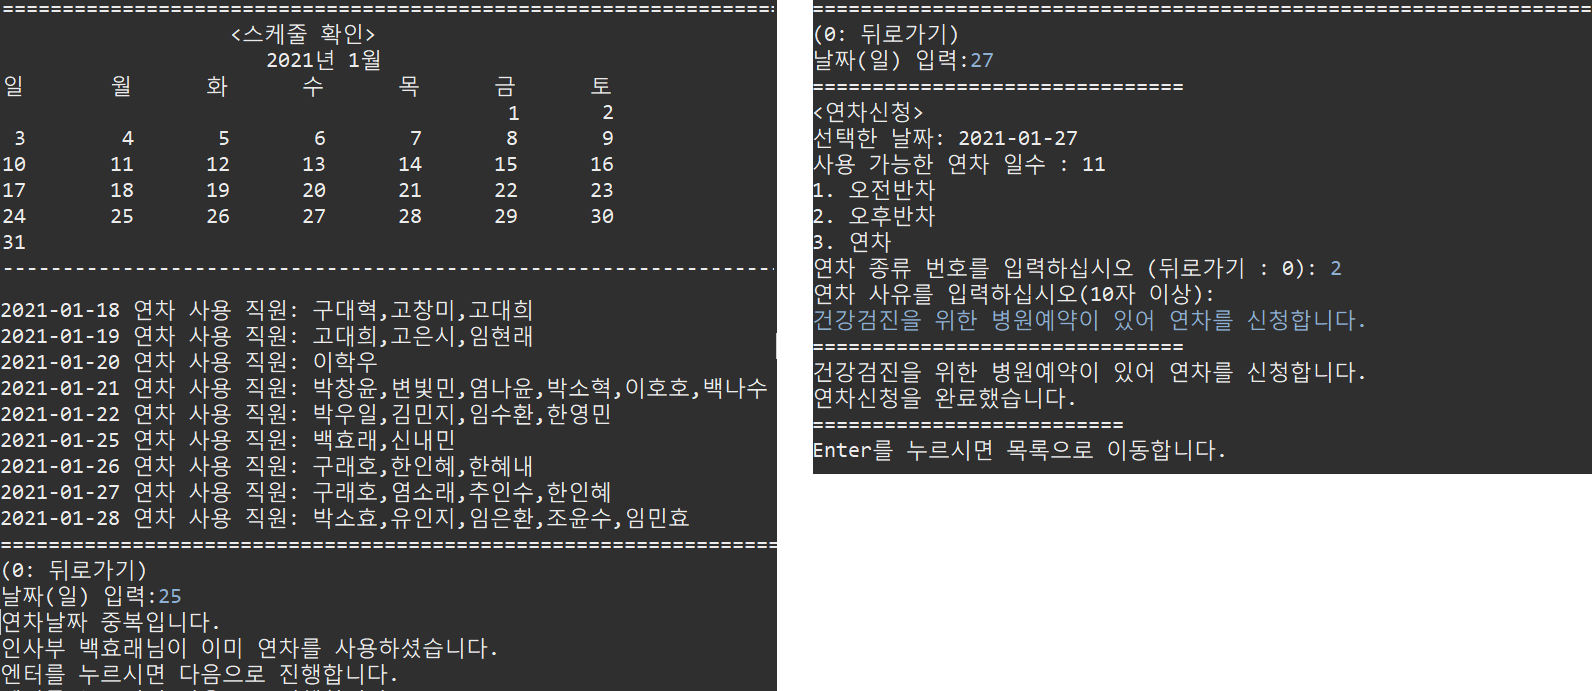 =================================================================
<스케줄 확인>
2021년 1월
일 월 화 수 목 금 토
1 2
3 4 5 6 7 8 9
10 11 12 13 14 15 16
17 18 19 20 21 22 23
24 25 26 27 28 29 30
31
-----------------------------------------------------------------
2021-01-18 연차 사용 직원: 구대혁,고창미,고대희
2021-01-19 연차 사용 직원: 고대희,고은시,임현래
2021-01-20 연차 사용 직원: 이학우
2021-01-21 연차 사용 직원: 박창윤,변빛민,염나윤,박소혁,이호호,백나수
2021-01-22 연차 사용 직원: 박우일,김민지,임수환,한영민
2021-01-25 연차 사용 직원: 백효래,신내민
2021-01-26 연차 사용 직원: 구래호,한인혜,한혜내
2021-01-27 연차 사용 직원: 구래호,염소래,추인수,한인혜
2021-01-28 연차 사용 직원: 박소효,유인지,임은환,조윤수,임민효
=================================================================
(0: 뒤로가기)
날짜(일) 입력:25
연차날짜 중복입니다.
인사부 백효래님이 이미 연차를 사용하셨습니다.
엔터를 누르시면 다음으로 진행합니다.
=================================================================
(0: 뒤로가기)
날짜(일) 입력:27
===============================
<연차신청>
선택한 날짜: 2021-01-27
사용 가능한 연차 일수 : 11
1. 오전반차
2. 오후반차
3. 연차
연차 종류 번호를 입력하십시오 (뒤로가기 : 0): 2
연차 사유를 입력하십시오(10자 이상):
건강검진을 위한 병원예약이 있어 연차를 신청합니다.
===============================
건강검진을 위한 병원예약이 있어 연차를 신청합니다.
연차신청을 완료했습니다.
==========================
Enter를 누르시면 목록으로 이동합니다.